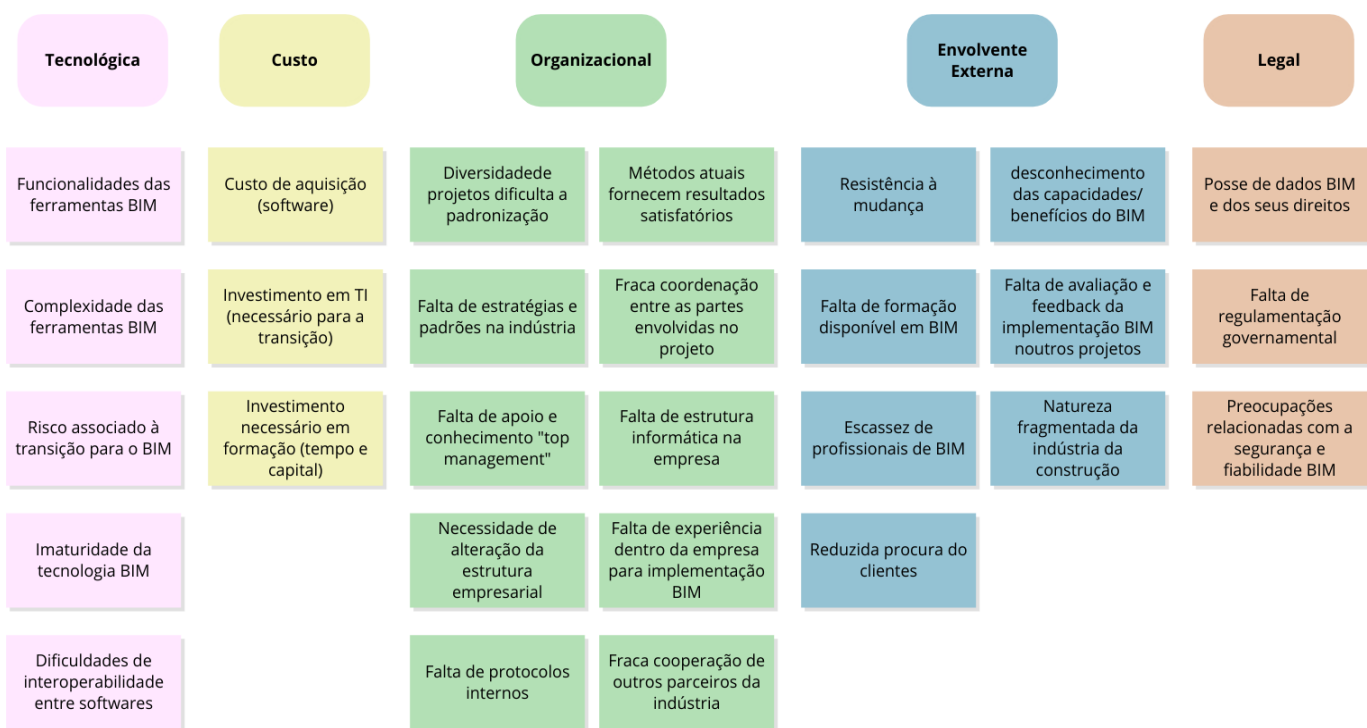 Tecnológica
Custo
Organizacional
Envolvente
Externa
Legal
Funcionalidades das
ferramentas BIM
Custo de aquisição
(software)
Diversidadede
projetos dificulta a
padronização
Métodos atuais
fornecem resultados
satisfatórios
Resistência à
mudança
desconhecimento
das capacidades/
benefícios do BIM
Posse de dados BIM
e dos seus direitos
Complexidade das
ferramentas BIM
Investimento em TI
(necessário para a
transição)
Falta de estratégias e
padrões na indústria
Fraca coordenação
entre as partes
envolvidas no
projeto
Falta de formação
disponível em BIM
Falta de avaliação e
feedback da
implementação BIM
noutros projetos
Falta de
regulamentação
governamental
Risco associado à
transição para o BIM
Investimento
necessário em
formação (tempo e
capital)
Falta de apoio e
conhecimento "top
management"
Falta de estrutura
informática na
empresa
Escassez de
profissionais de BIM
Natureza
fragmentada da
indústria da
construção
Preocupações
relacionadas com a
segurança e
fiabilidade BIM
Imaturidade da
tecnologia BIM
Necessidade de
alteração da
estrutura
empresarial
Falta de experiência
dentro da empresa
para implementação
BIM
Reduzida procura do
clientes
Dificuldades de
interoperabilidade
entre softwares
Falta de protocolos
internos
Fraca cooperação de
outros parceiros da
indústria